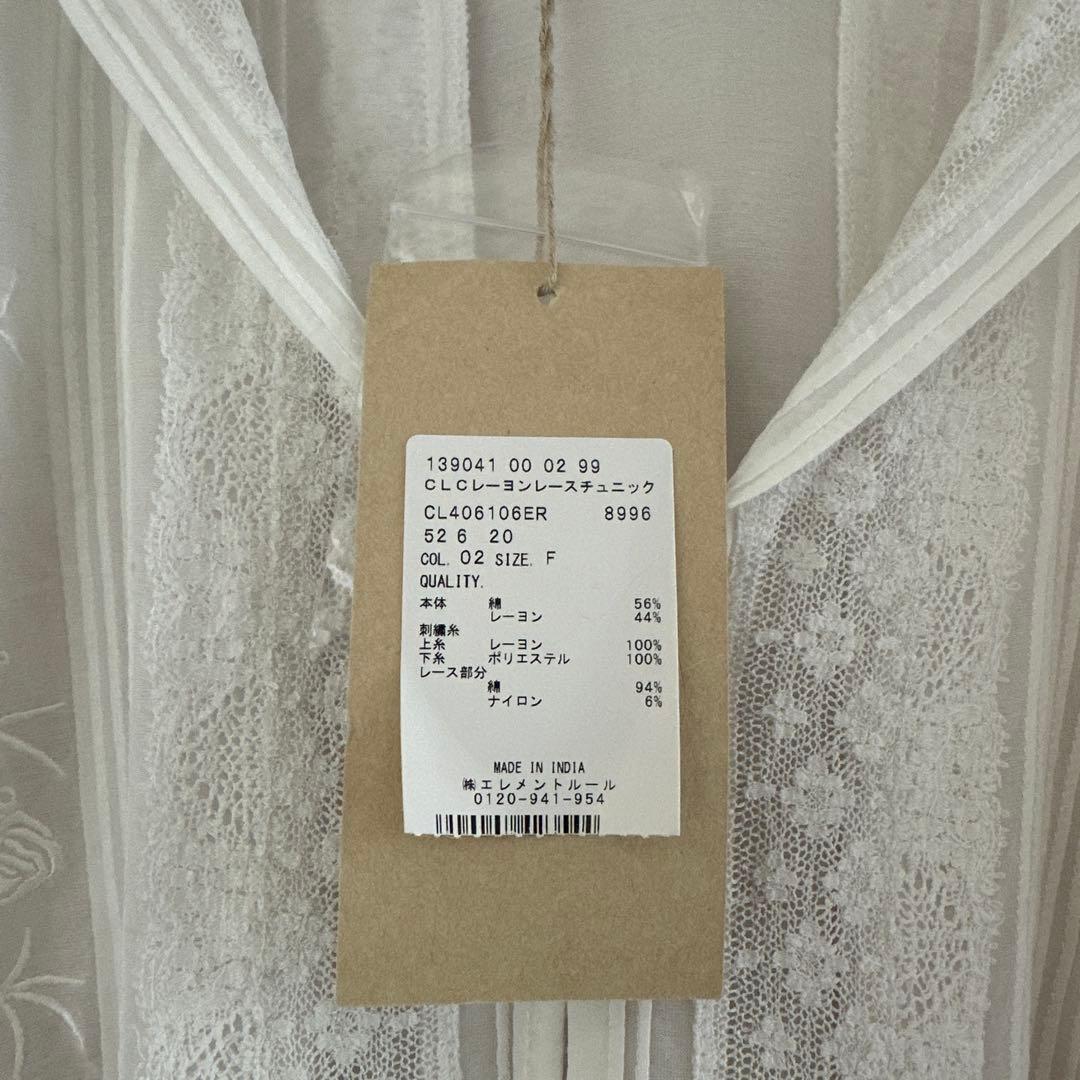 139041 00 02 99
CLCレーヨンレースチュニック
CL406106ER 8996
52 6 20
COL. 02 SIZE. F
QUALITY.
本体 綿 56%
レーヨン 44%
刺繍糸
上糸 レーヨン 100%
下糸 ポリエステル 100%
レース部分
綿 94%
ナイロン 6%
MADE IN INDIA
㈱エレメントルール
0120-941-954